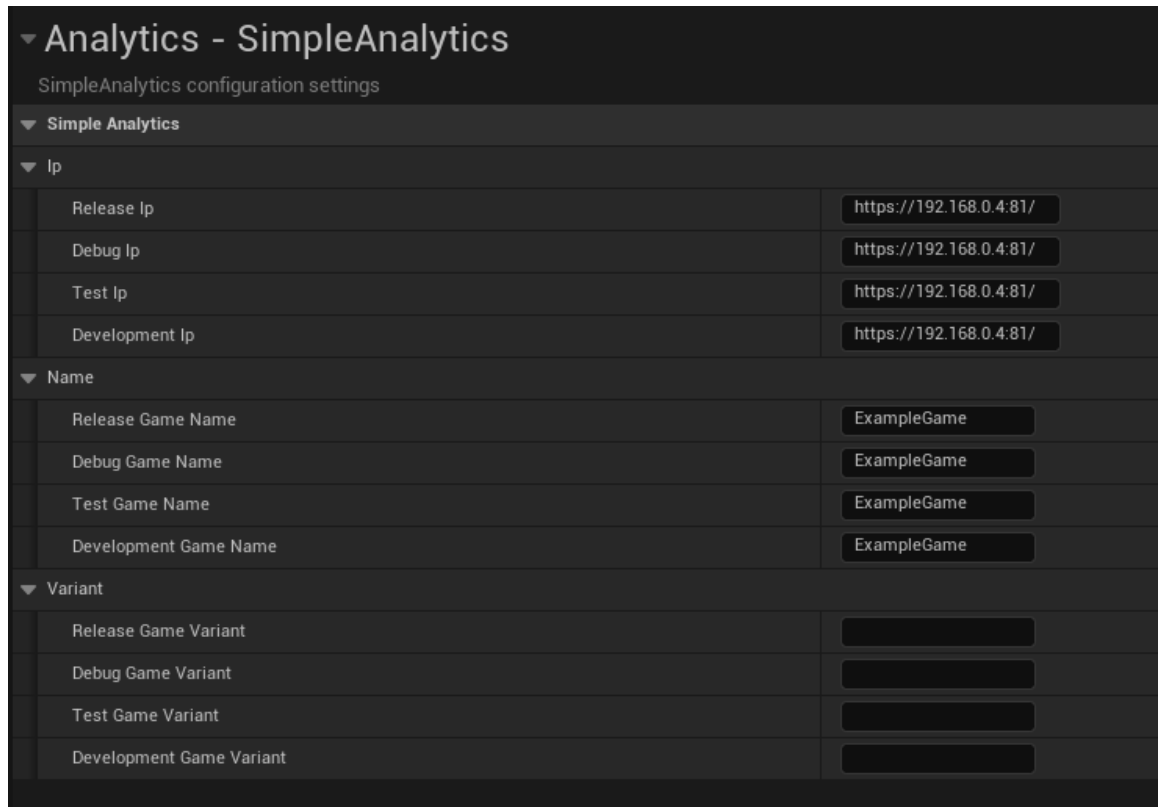 Analytics - SimpleAnalytics
SimpleAnalytics configuration settings
Simple Analytics
Ip
Release Ip https://192.168.0.4:81/
Debug Ip https://192.168.0.4:81/
Test Ip https://192.168.0.4:81/
Development Ip https://192.168.0.4:81/
Name
Release Game Name ExampleGame
Debug Game Name ExampleGame
Test Game Name ExampleGame
Development Game Name ExampleGame
Variant
Release Game Variant
Debug Game Variant
Test Game Variant
Development Game Variant